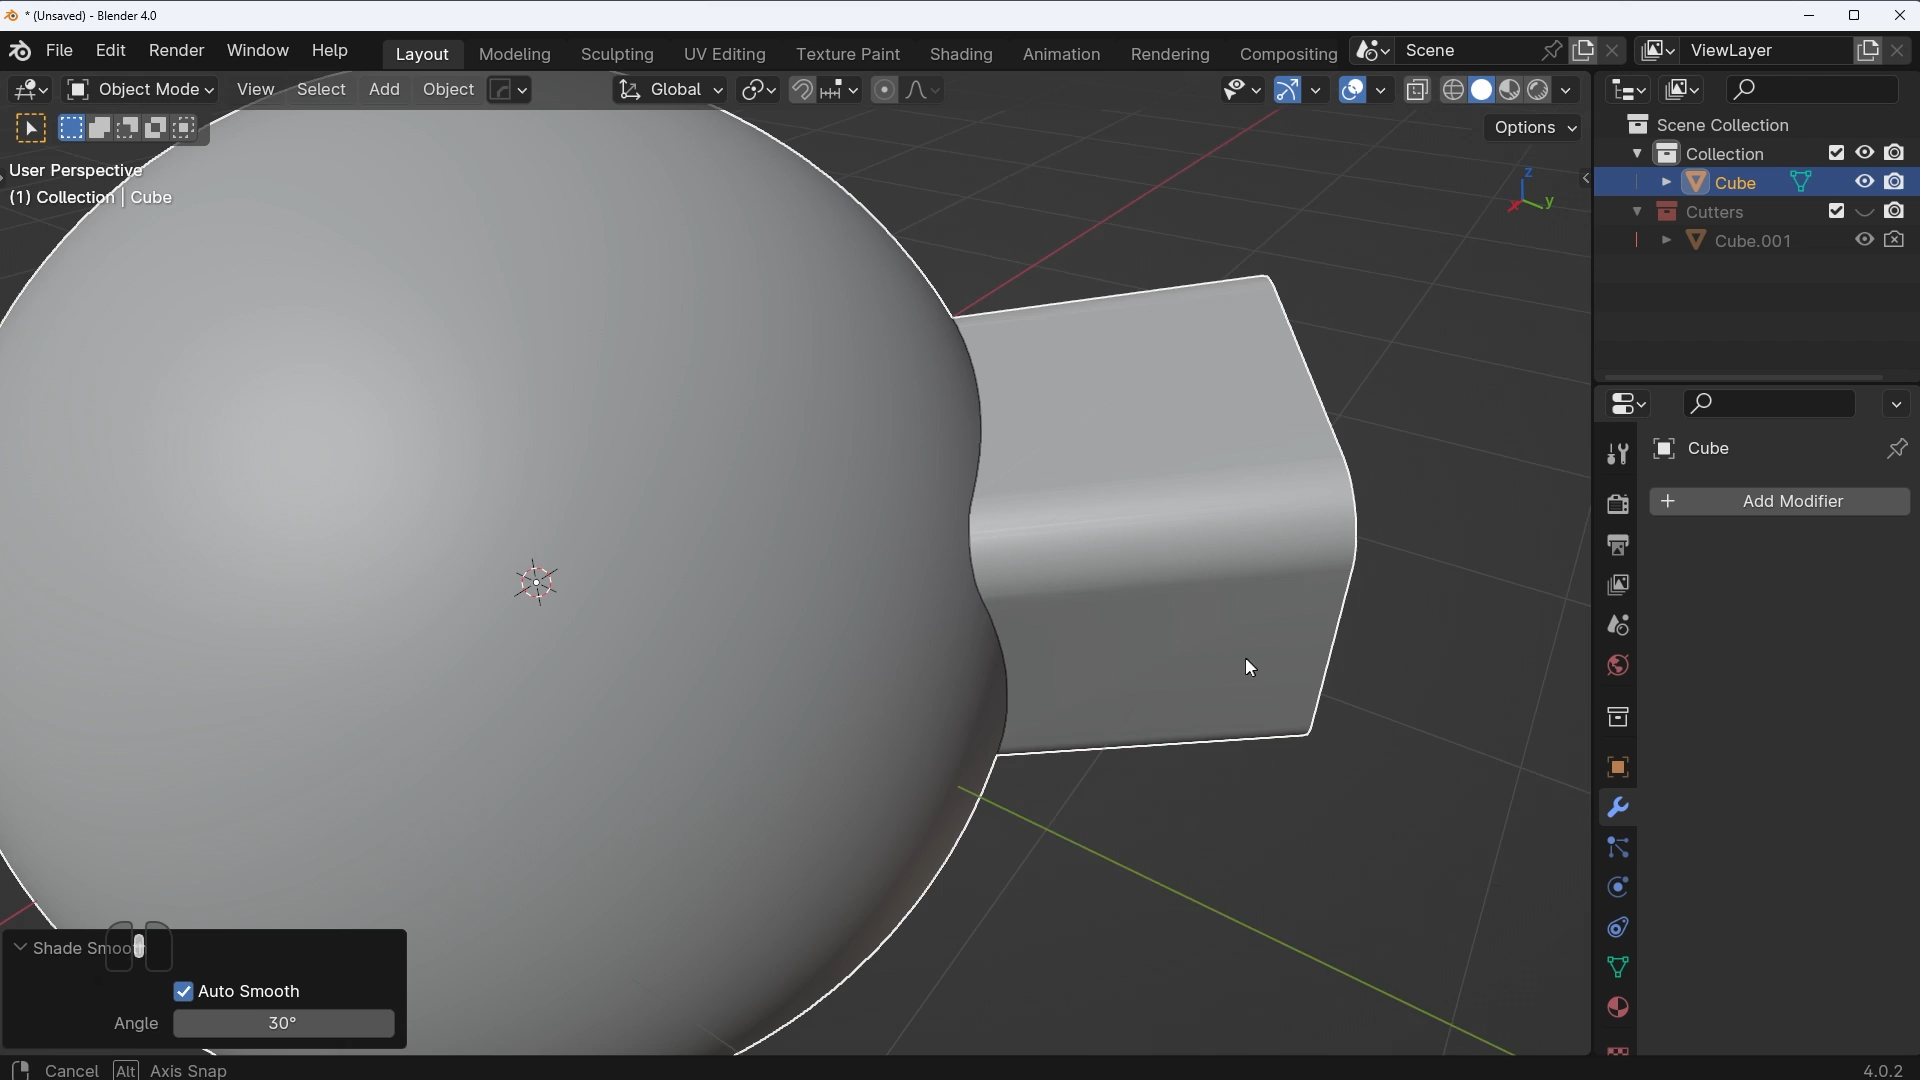 * (Unsaved) - Blender 4.0
File Edit Render Window Help Layout Modeling Sculpting UV Editing Texture Paint Shading Animation Rendering Compositing Scene ViewLayer
Object Mode View Select Add Object Global
Options
User Perspective
(1) Collection | Cube
Z
X
Y
Scene Collection
Collection
Cube
Cutters
Cube.001
Cube
Add Modifier
Shade Smoo
Auto Smooth
Angle 30°
Cancel Alt Axis Snap
4.0.2